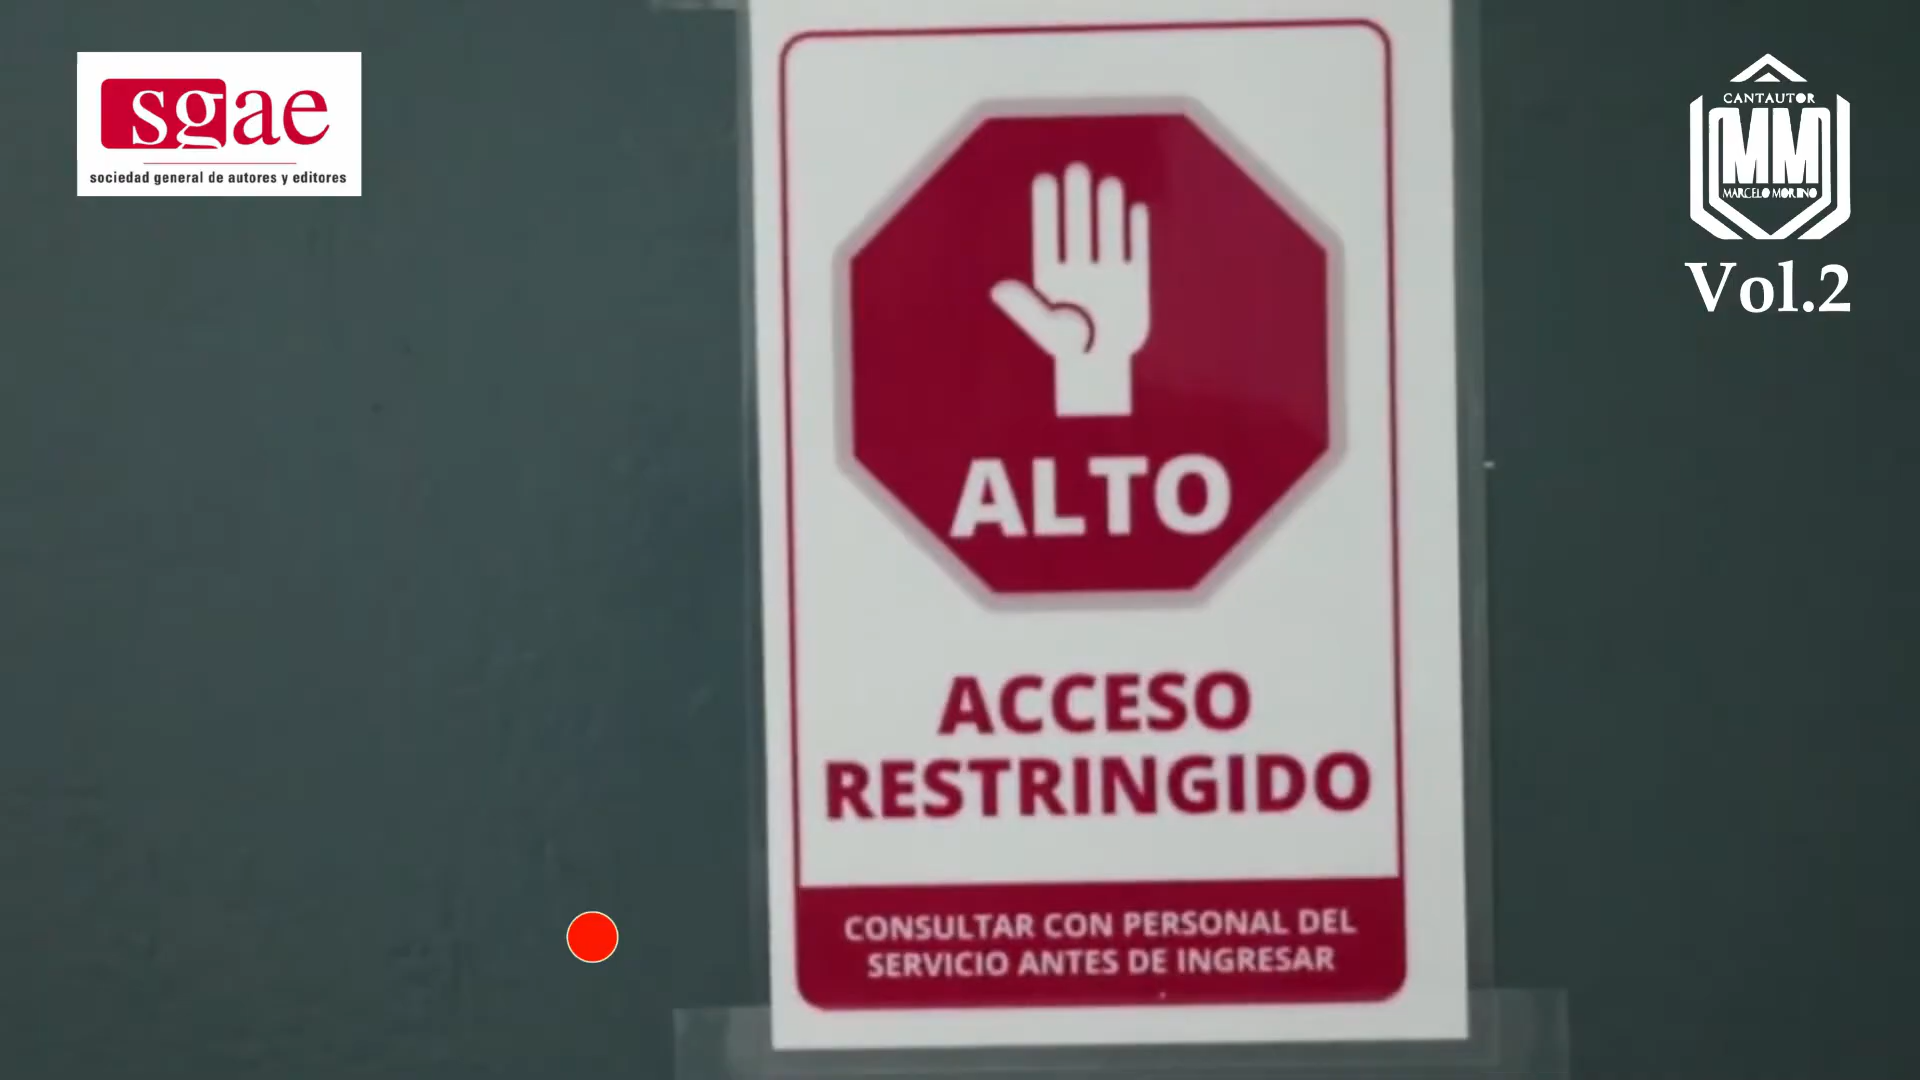 sgae
sociedad general de autores y editores
CANTAUTOR
MM
MARCELO MORENO
Vol.2
ALTO
ACCESO
RESTRINGIDO
CONSULTAR CON PERSONAL DEL
SERVICIO ANTES DE INGRESAR